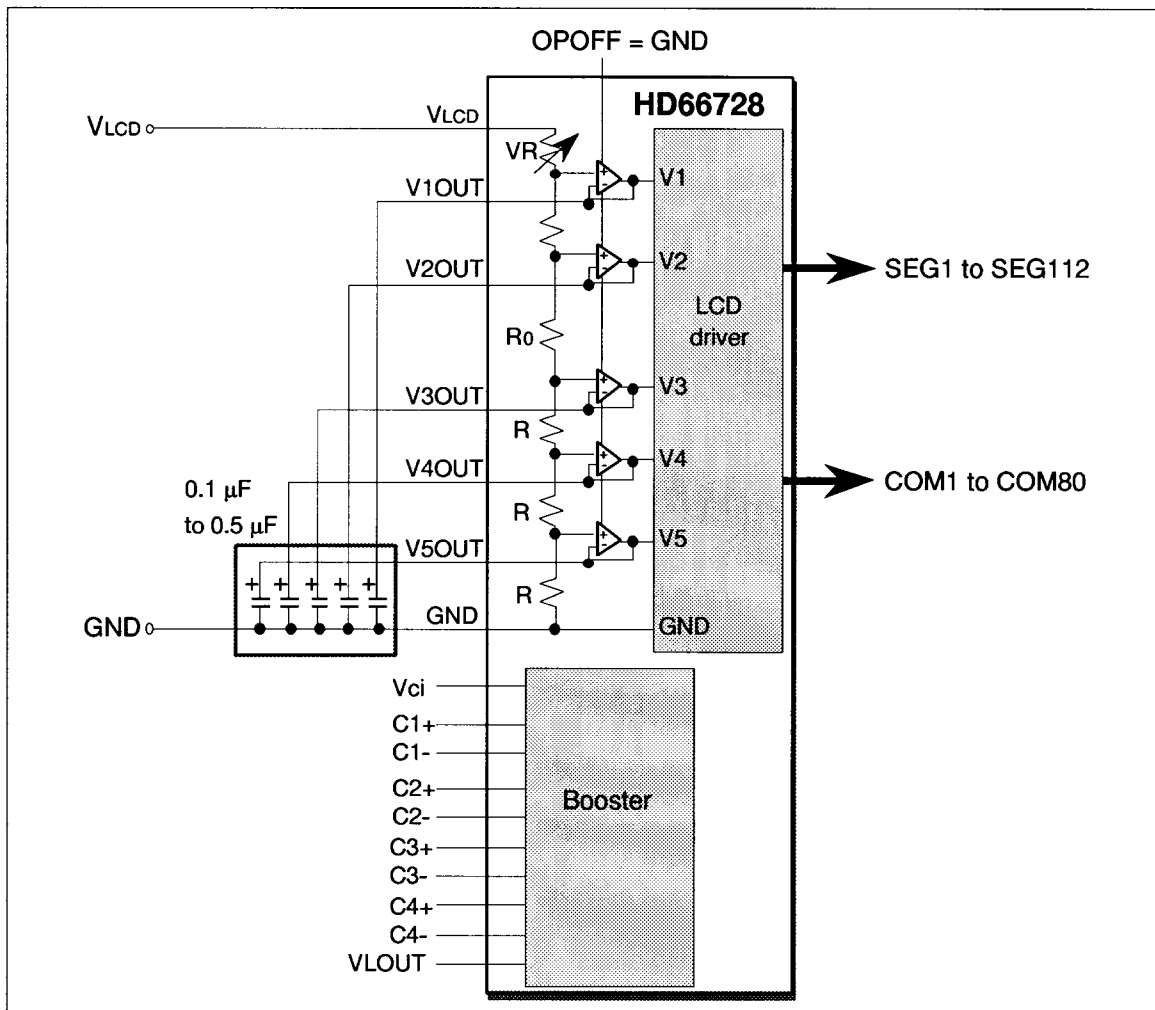 OPOFF = GND
HD66728
VLCD
VLCD
VR
V1OUT
V1
V2OUT
V2
SEG1 to SEG112
LCD
driver
R0
V3OUT
V3
R
V4OUT
V4
COM1 to COM80
0.1 µF
to 0.5 µF
R
V5OUT
V5
+ + + + +
R
GND
GND
GND
Vci
C1+
C1-
C2+
C2-
Booster
C3+
C3-
C4+
C4-
VLOUT